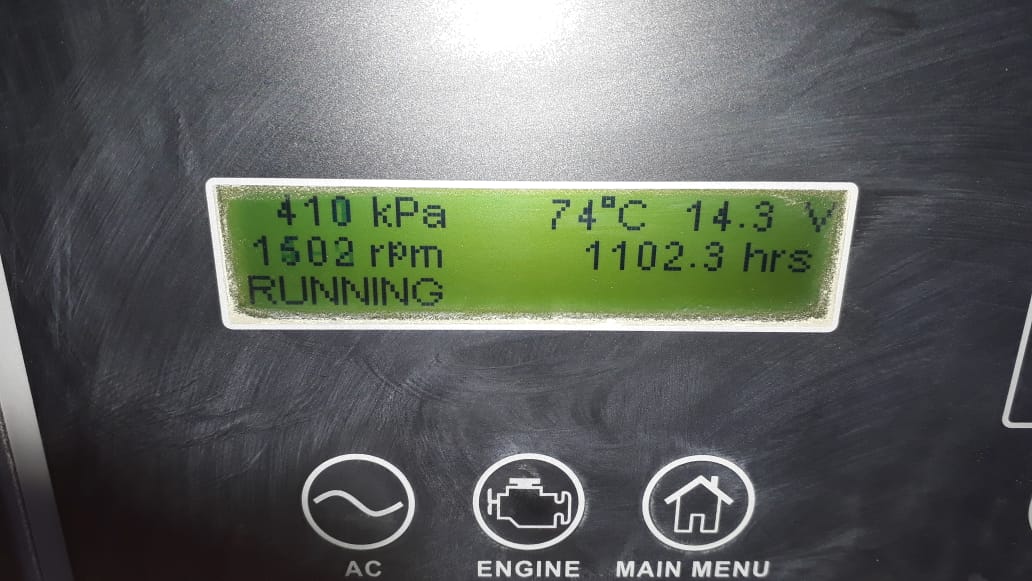 410 kPa 74°C 14.3 V
1502 rpm 1102.3 hrs
RUNNING
AC ENGINE MAIN MENU